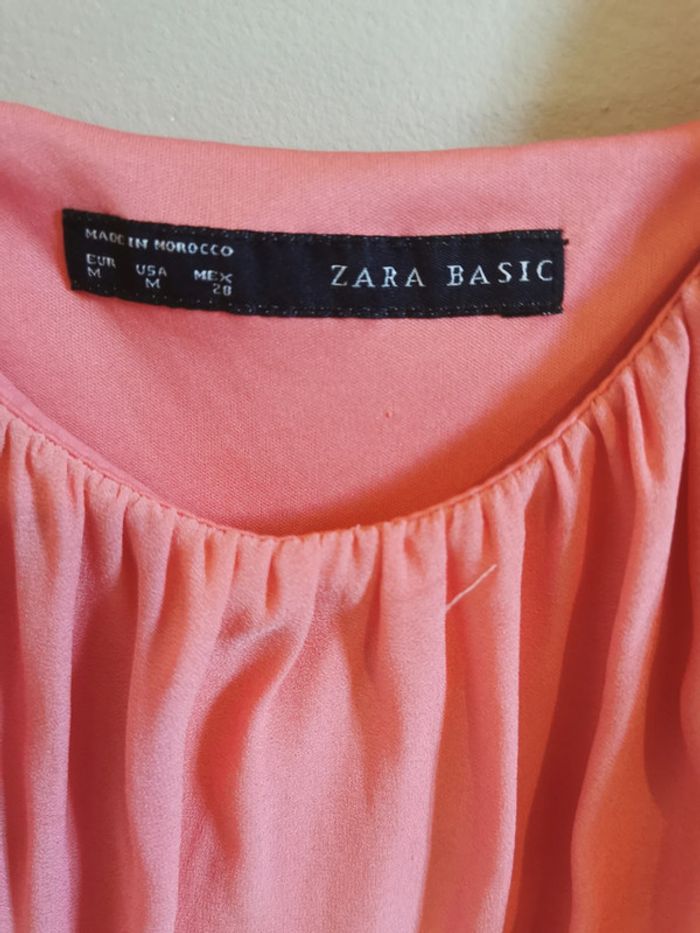 MADE IN MOROCCO
EUR USA MEX
M M 28
ZARA BASIC